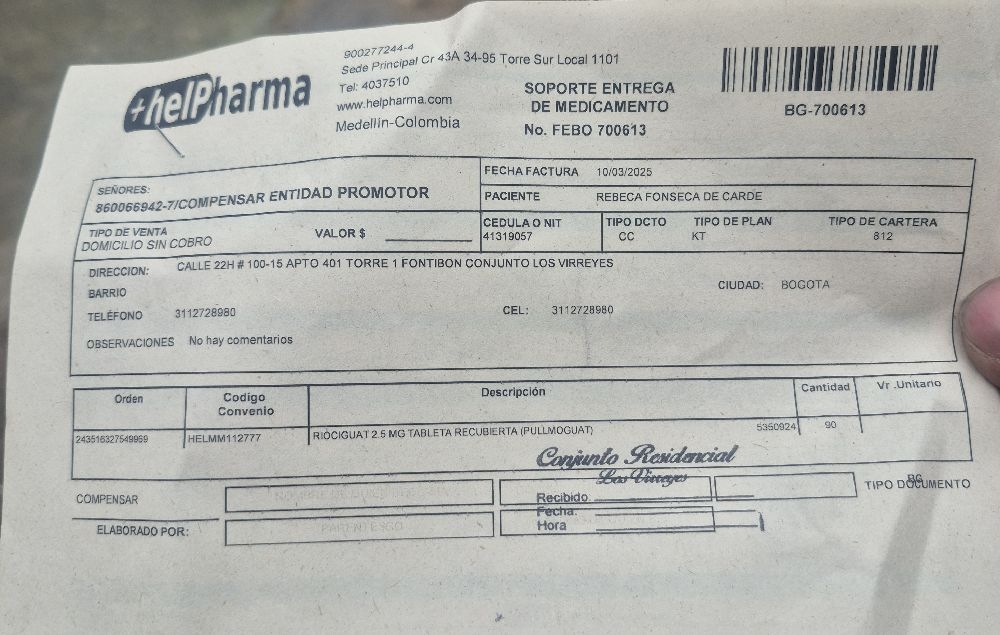 +helPharma
900277244-4
Sede Principal Cr 43A 34-95 Torre Sur Local 1101
Tel: 4037510
www.helpharma.com
Medellín-Colombia
SOPORTE ENTREGA
DE MEDICAMENTO
No. FEBO 700613
BG-700613
SEÑORES:
860066942-7/COMPENSAR ENTIDAD PROMOTOR
FECHA FACTURA 10/03/2025
PACIENTE REBECA FONSECA DE CARDE
TIPO DE VENTA
DOMICILIO SIN COBRO
VALOR $
CEDULA O NIT
41319057
TIPO DCTO
CC
TIPO DE PLAN
KT
TIPO DE CARTERA
812
DIRECCION: CALLE 22H # 100-15 APTO 401 TORRE 1 FONTIBON CONJUNTO LOS VIRREYES
BARRIO
CIUDAD: BOGOTA
TELÉFONO 3112728980
CEL: 3112728980
OBSERVACIONES No hay comentarios
Orden Codigo Convenio Descripción Cantidad Vr .Unitario
243516327549969 HELMM112777 RIOCIGUAT 2.5 MG TABLETA RECUBIERTA (PULLMOGUAT) 5350924 90
Conjunto Residencial
Los Virreyes
Recibido
Fecha:
Hora
COMPENSAR
PARENTESCO
ELABORADO POR:
BG
TIPO DOCUMENTO